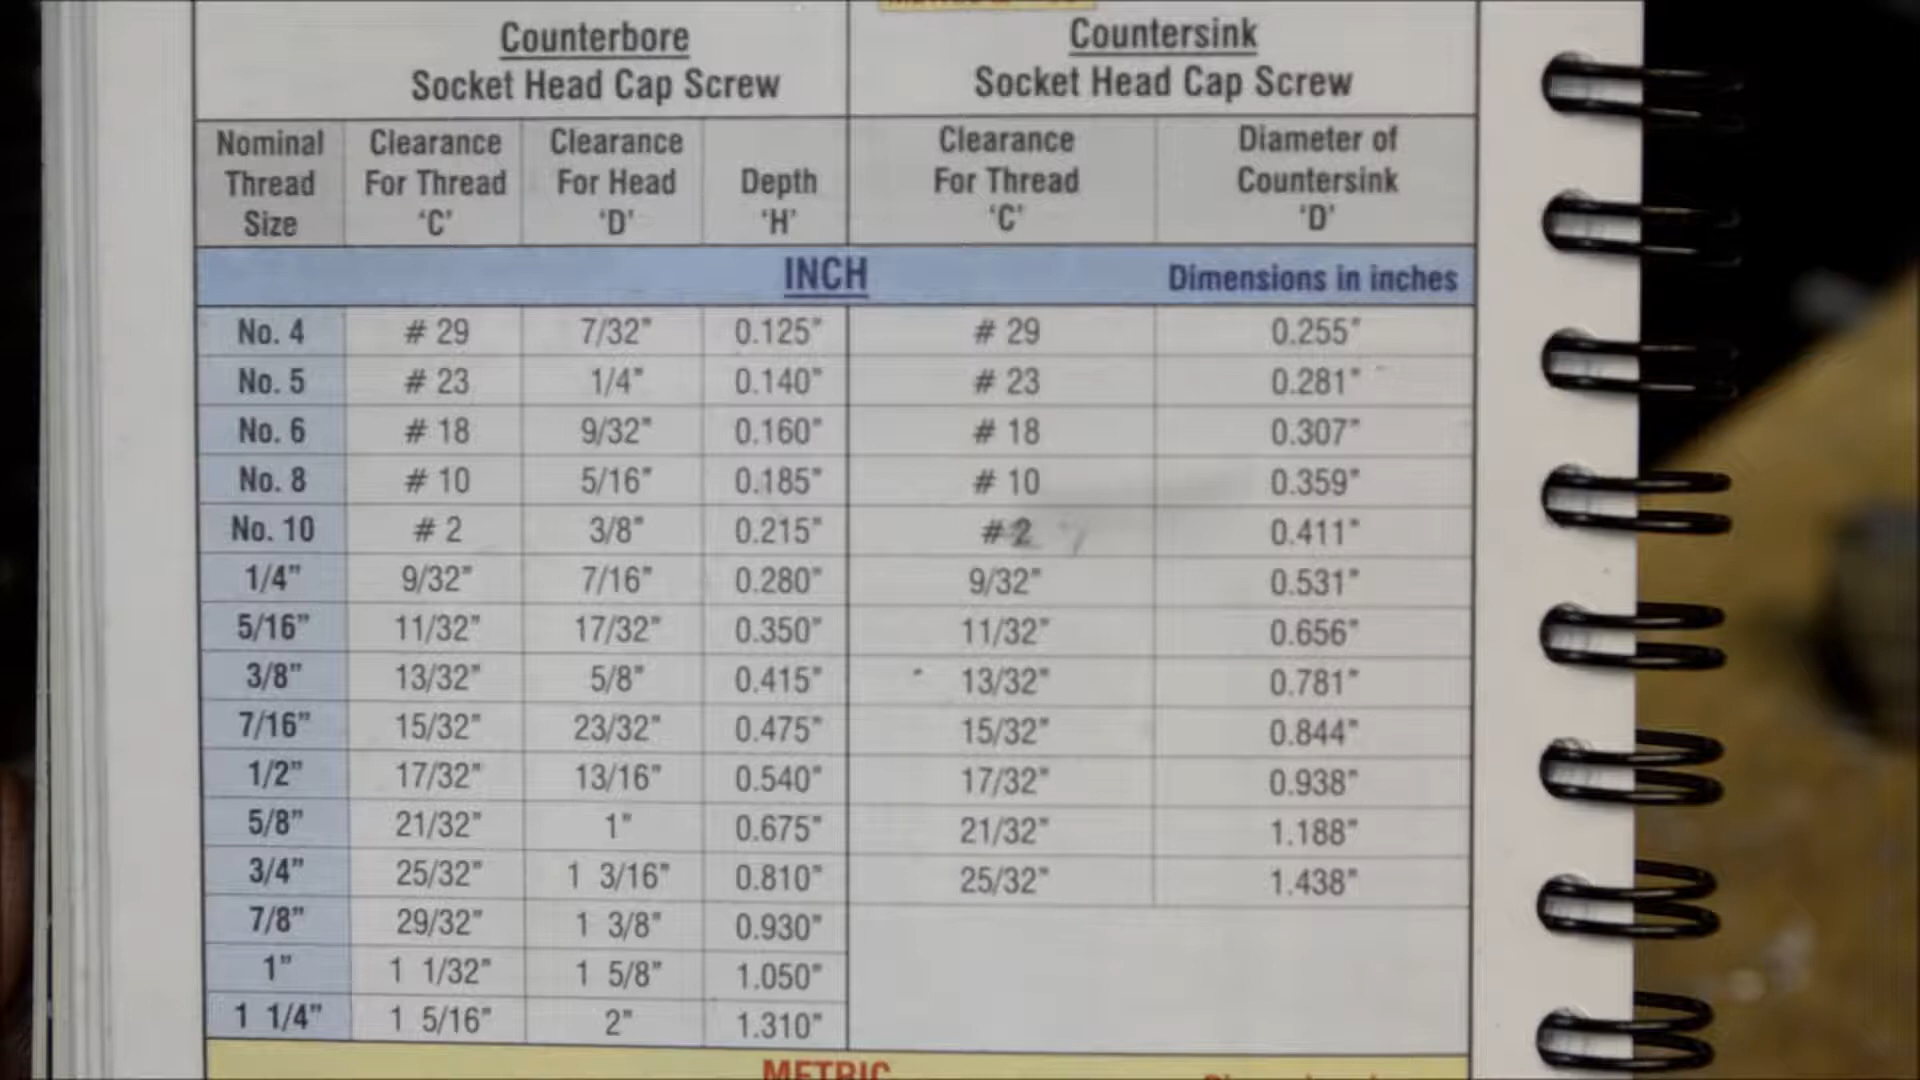 Counterbore
Socket Head Cap Screw
Countersink
Socket Head Cap Screw
Nominal Thread Size
Clearance For Thread 'C'
Clearance For Head 'D'
Depth 'H'
Clearance For Thread 'C'
Diameter of Countersink 'D'
INCH Dimensions in inches
No. 4 # 29 7/32" 0.125" # 29 0.255"
No. 5 # 23 1/4" 0.140" # 23 0.281"
No. 6 # 18 9/32" 0.160" # 18 0.307"
No. 8 # 10 5/16" 0.185" # 10 0.359"
No. 10 # 2 3/8" 0.215" # 2 0.411"
1/4" 9/32" 7/16" 0.280" 9/32" 0.531"
5/16" 11/32" 17/32" 0.350" 11/32" 0.656"
3/8" 13/32" 5/8" 0.415" 13/32" 0.781"
7/16" 15/32" 23/32" 0.475" 15/32" 0.844"
1/2" 17/32" 13/16" 0.540" 17/32" 0.938"
5/8" 21/32" 1" 0.675" 21/32" 1.188"
3/4" 25/32" 1 3/16" 0.810" 25/32" 1.438"
7/8" 29/32" 1 3/8" 0.930"
1" 1 1/32" 1 5/8" 1.050"
1 1/4" 1 5/16" 2" 1.310"
METRIC